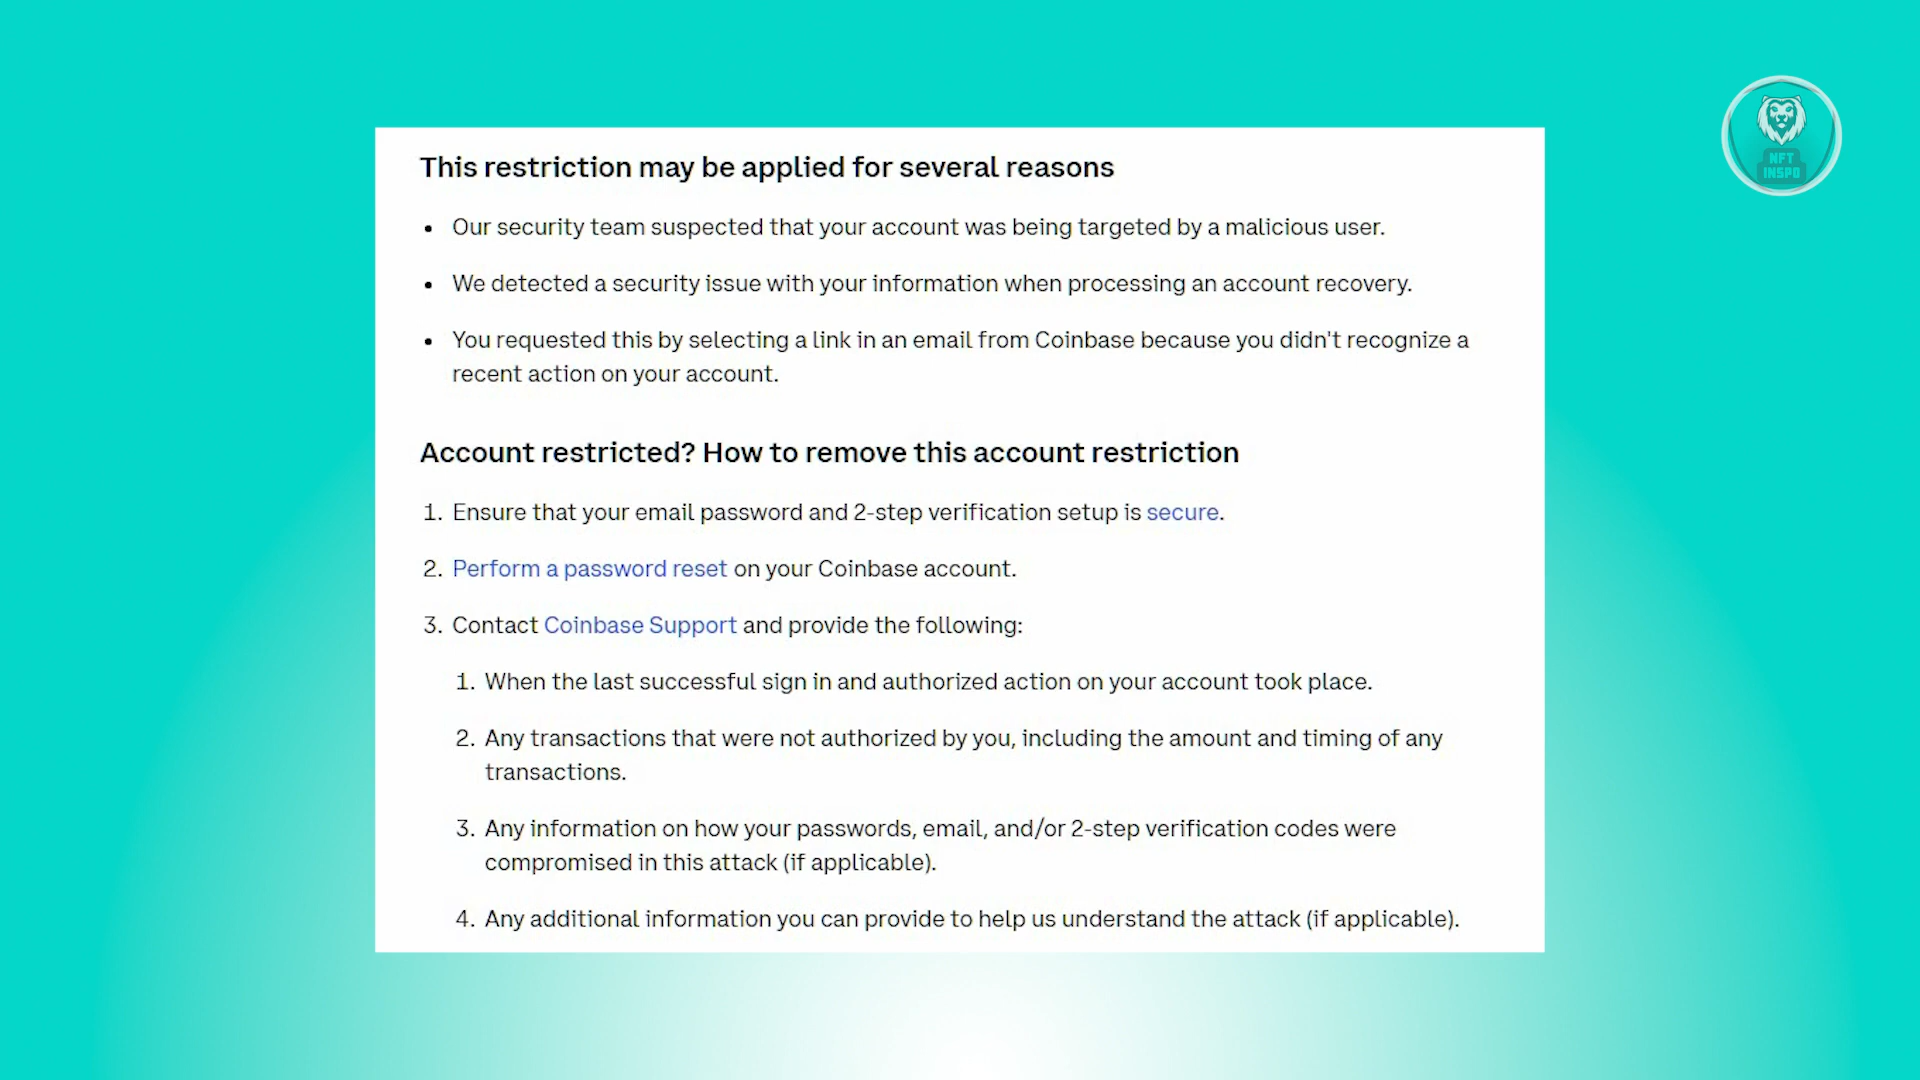 NFT
INSPO
This restriction may be applied for several reasons
• Our security team suspected that your account was being targeted by a malicious user.
• We detected a security issue with your information when processing an account recovery.
• You requested this by selecting a link in an email from Coinbase because you didn't recognize a
recent action on your account.
Account restricted? How to remove this account restriction
1. Ensure that your email password and 2-step verification setup is secure.
2. Perform a password reset on your Coinbase account.
3. Contact Coinbase Support and provide the following:
1. When the last successful sign in and authorized action on your account took place.
2. Any transactions that were not authorized by you, including the amount and timing of any
transactions.
3. Any information on how your passwords, email, and/or 2-step verification codes were
compromised in this attack (if applicable).
4. Any additional information you can provide to help us understand the attack (if applicable).